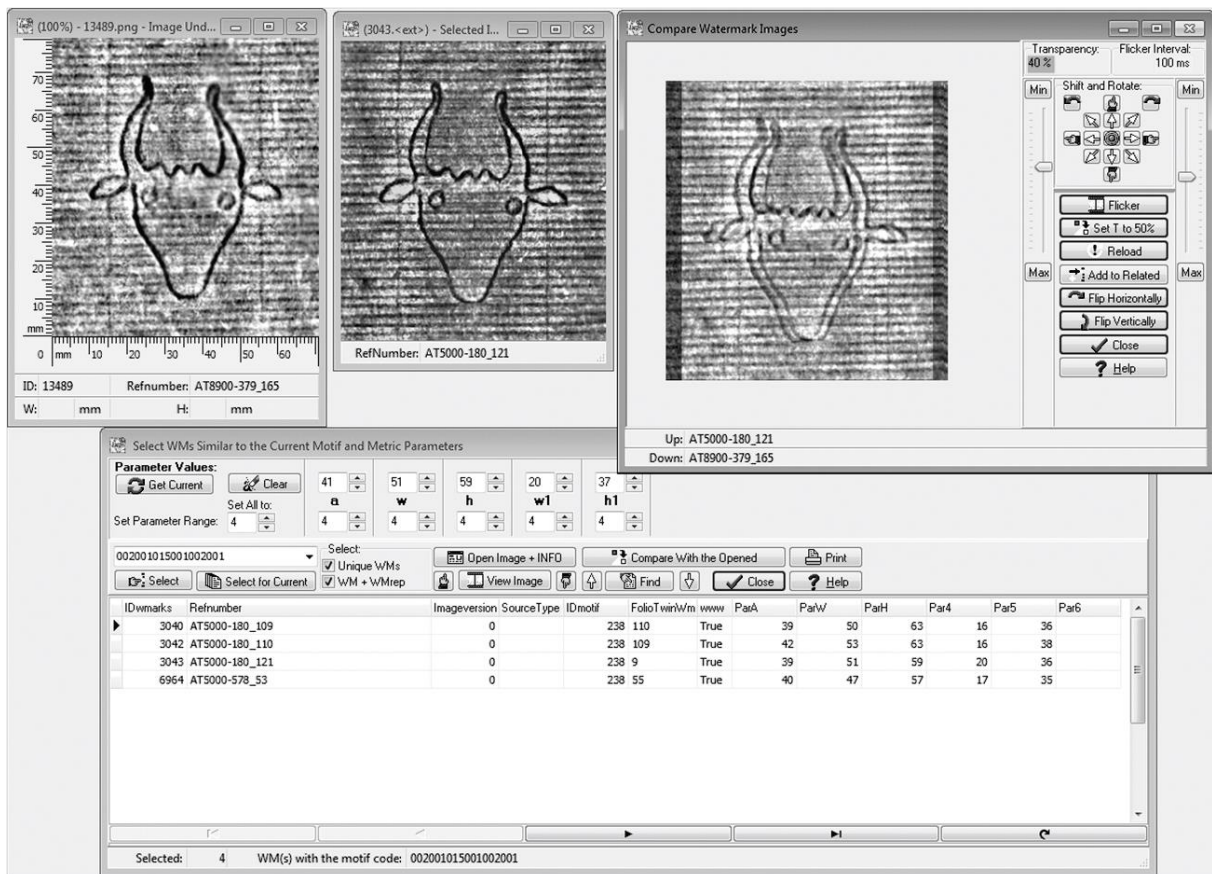 (100%) - 13489.png - Image Und...
70
60
50
40
30
20
10
mm
0 mm 10 20 30 40 50 60
ID: 13489 Refnumber: AT8900-379_165
W: mm H: mm
(3043.<ext>) - Selected I...
RefNumber: AT5000-180_121
Compare Watermark Images
Transparency: Flicker Interval:
40 % 100 ms
Min Shift and Rotate: Min
Flicker
Set T to 50%
Reload
Max Add to Related Max
Flip Horizontally
Flip Vertically
Close
? Help
Up: AT5000-180_121
Down: AT8900-379_165
Select WMs Similar to the Current Motif and Metric Parameters
Parameter Values:
Get Current Clear 41 51 59 20 37
Set All to: a w h w1 h1
Set Parameter Range: 4 4 4 4 4 4
002001015001002001 Select: Open Image + INFO Compare With the Opened Print
Unique WMs
Select Select for Current WM + WMrep View Image Find Close ? Help
IDwmarks Refnumber Imageversion SourceType IDmotif FolioTwinWm www ParA ParW ParH Par4 Par5 Par6
3040 AT5000-180_109 0 238 110 True 39 50 63 16 36
3042 AT5000-180_110 0 238 109 True 42 53 63 16 38
3043 AT5000-180_121 0 238 9 True 39 51 59 20 36
6964 AT5000-578_53 0 238 55 True 40 47 57 17 35
Selected: 4 WM(s) with the motif code: 002001015001002001